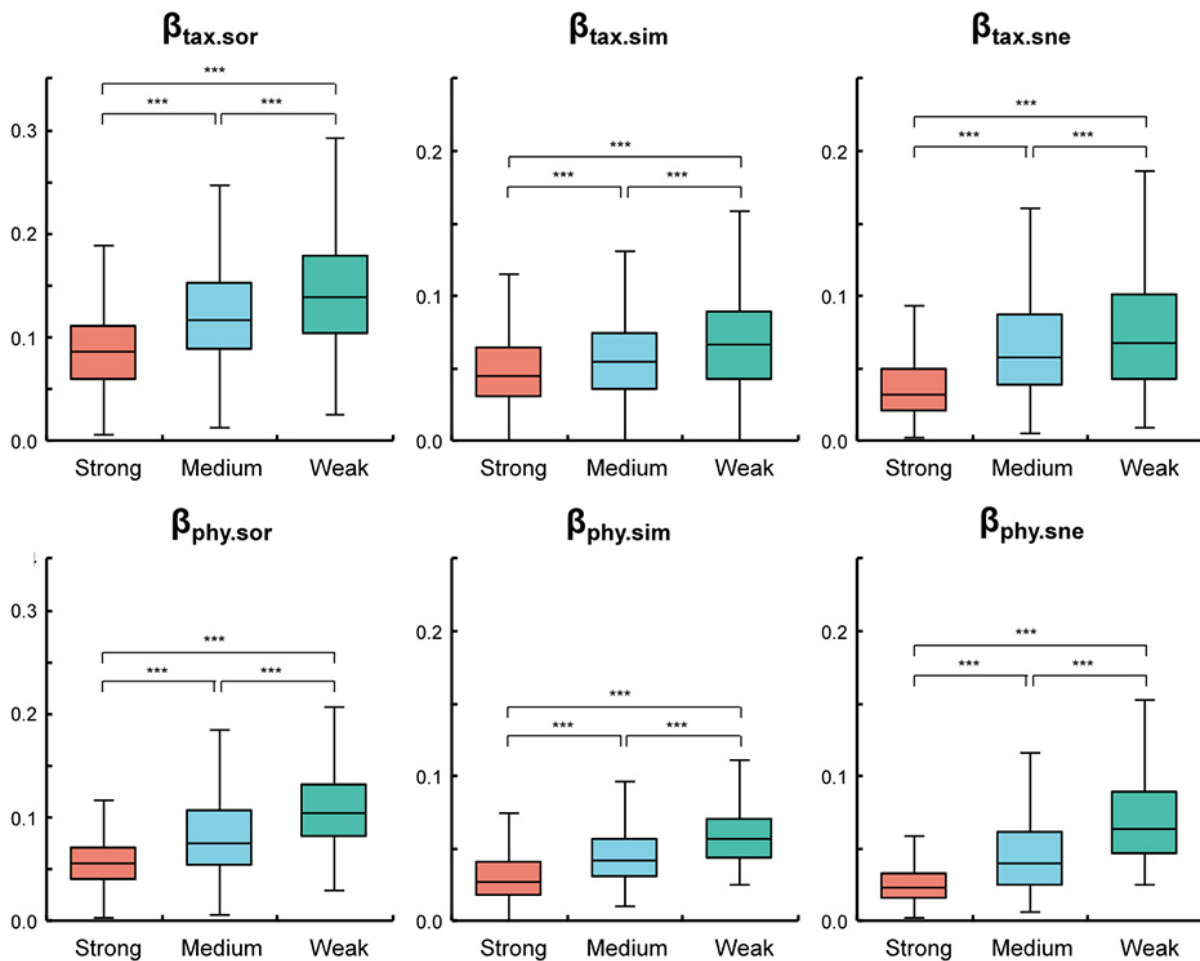 βtax.sor βtax.sim βtax.sne
*** *** ***
*** *** *** *** *** ***
0.3 0.2 0.2
0.2 0.1 0.1
0.1
0.0 0.0 0.0
Strong Medium Weak Strong Medium Weak Strong Medium Weak
βphy.sor βphy.sim βphy.sne
*** *** ***
*** *** *** *** *** ***
0.3 0.2 0.2
0.2 0.1 0.1
0.1
0.0 0.0 0.0
Strong Medium Weak Strong Medium Weak Strong Medium Weak